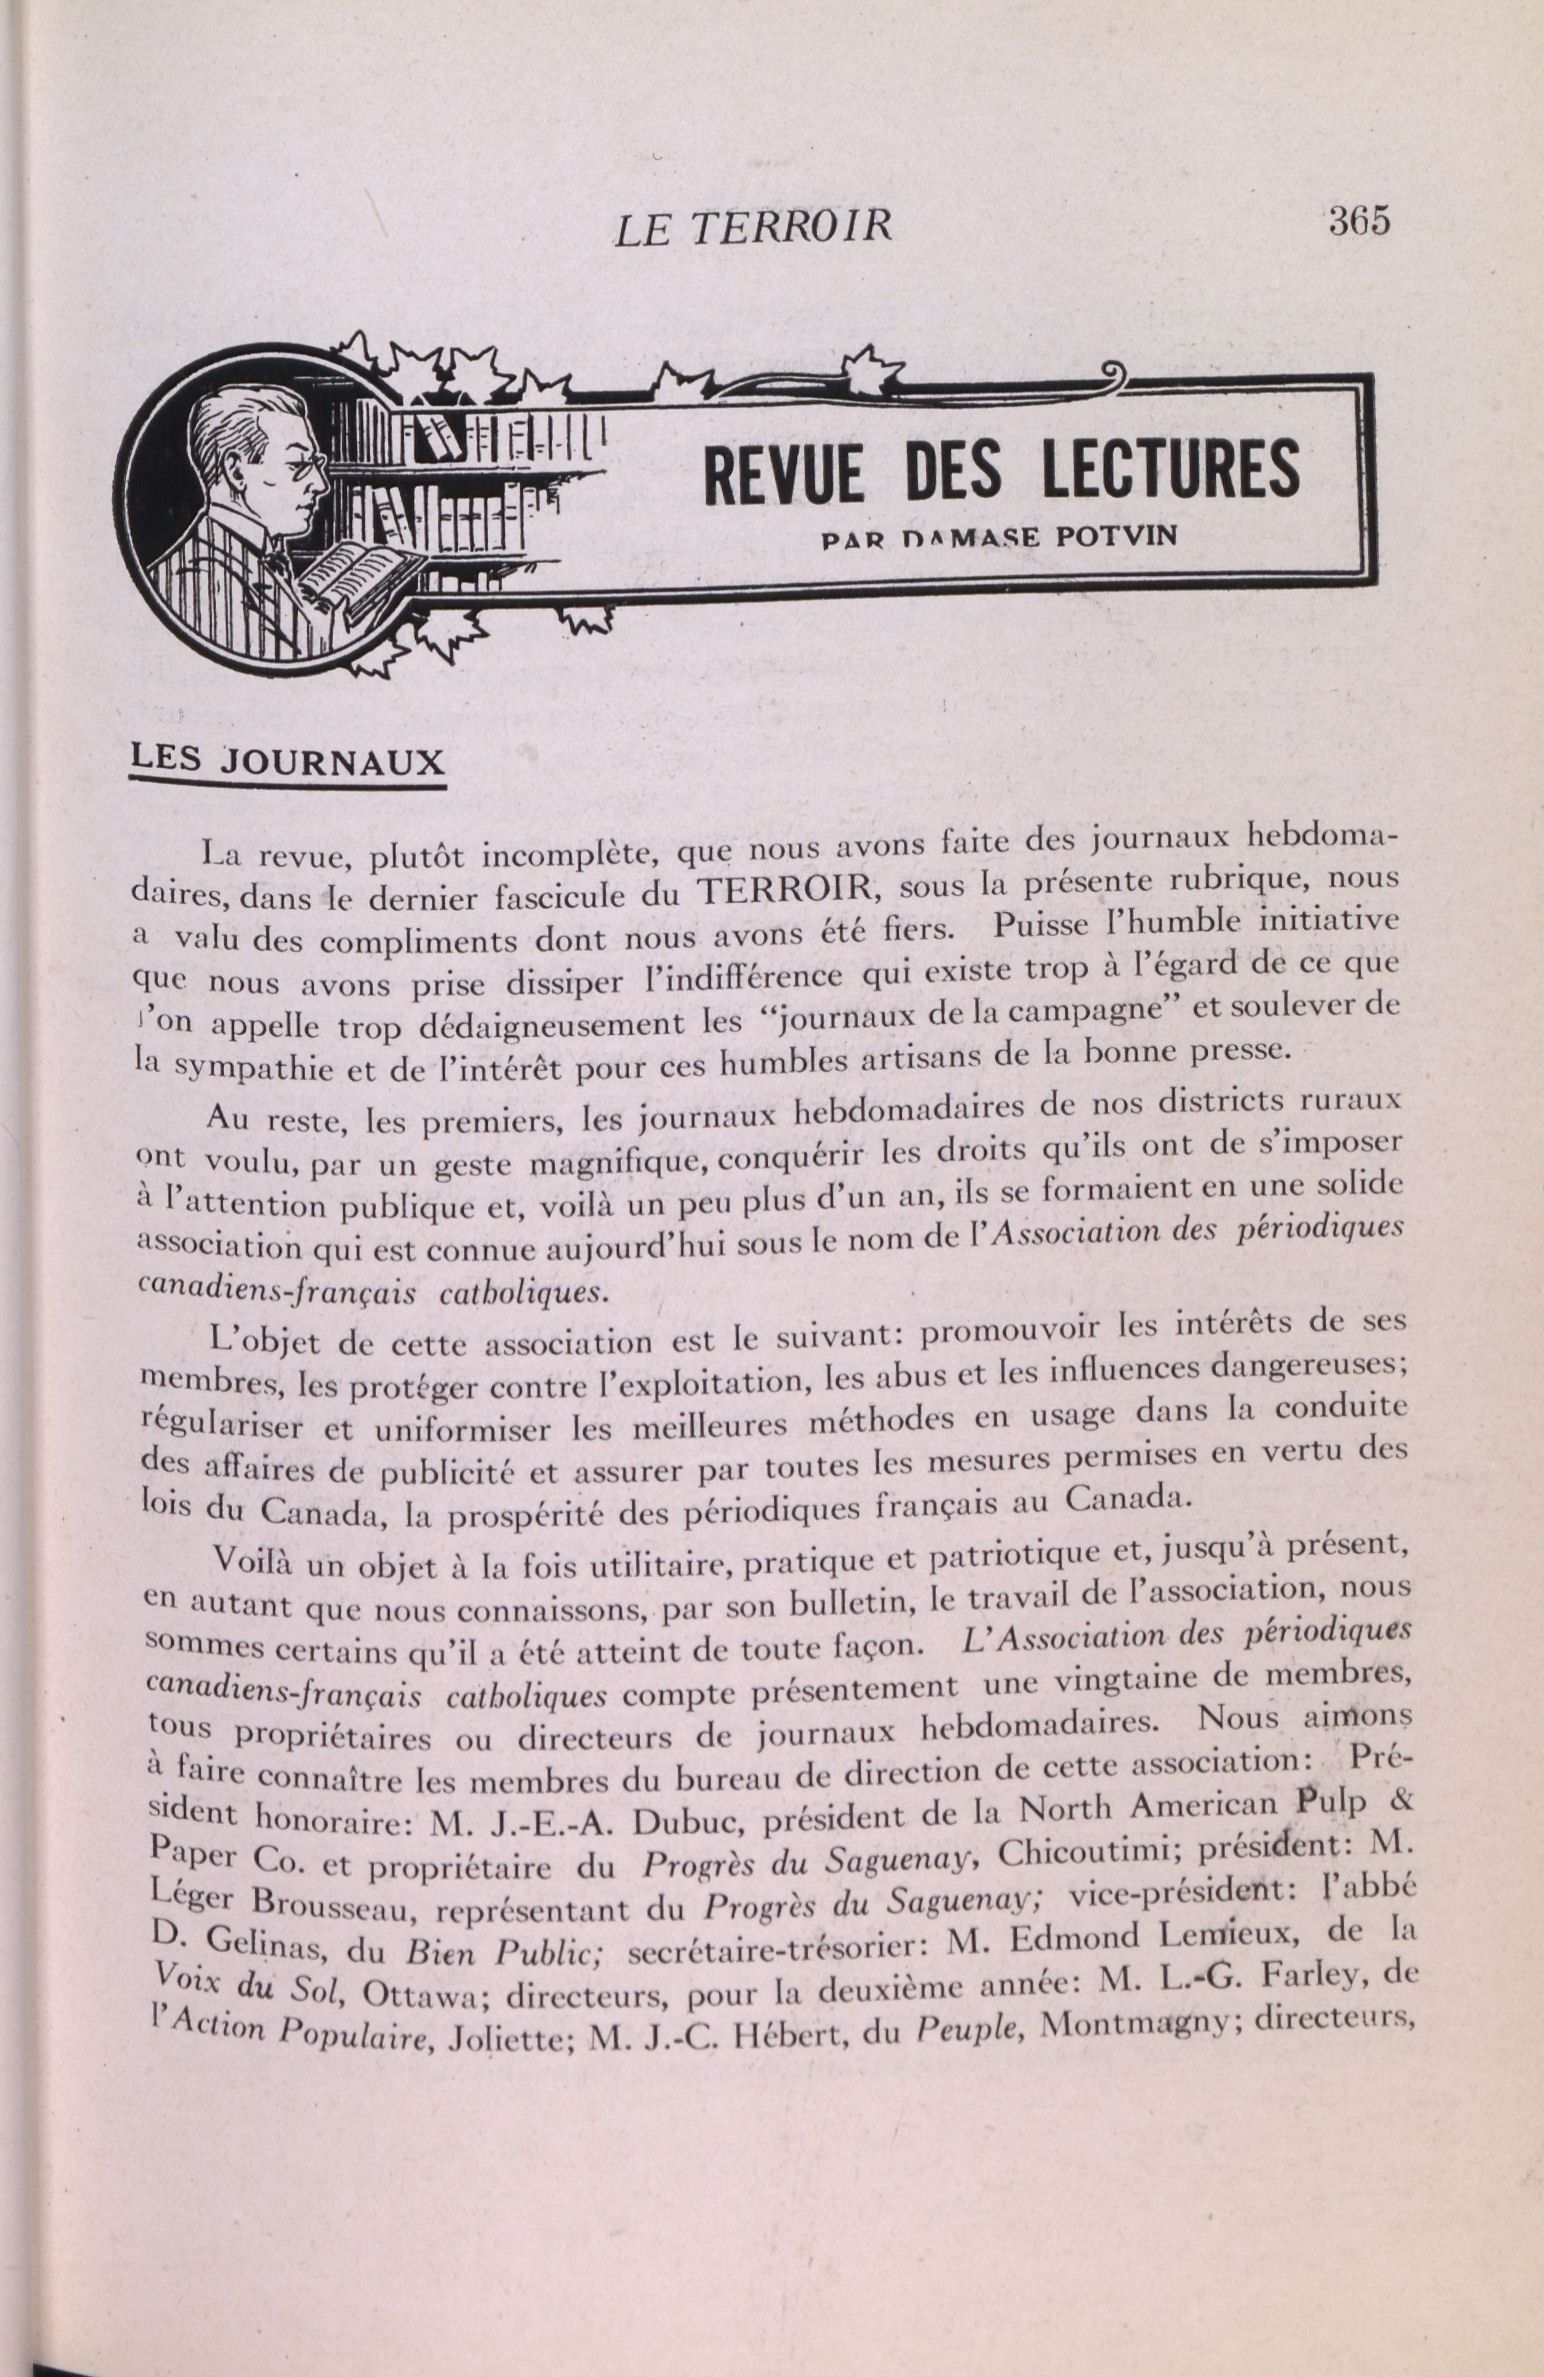 LE TERROIR 365
REVUE DES LECTURES
PAR DAMASE POTVIN
LES JOURNAUX
La revue, plutôt incomplète, que nous avons faite des journaux hebdoma-
daires, dans le dernier fascicule du TERROIR, sous la présente rubrique, nous
a valu des compliments dont nous avons été fiers. Puisse l'humble initiative
que nous avons prise dissiper l'indifférence qui existe trop à l'égard de ce que
l'on appelle trop dédaigneusement les “journaux de la campagne” et soulever de
la sympathie et de l'intérêt pour ces humbles artisans de la bonne presse.
Au reste, les premiers, les journaux hebdomadaires de nos districts ruraux
ont voulu, par un geste magnifique, conquérir les droits qu'ils ont de s'imposer
à l'attention publique et, voilà un peu plus d'un an, ils se formaient en une solide
association qui est connue aujourd'hui sous le nom de l'Association des périodiques
canadiens-français catholiques.
L'objet de cette association est le suivant: promouvoir les intérêts de ses
membres, les protéger contre l'exploitation, les abus et les influences dangereuses;
régulariser et uniformiser les meilleures méthodes en usage dans la conduite
des affaires de publicité et assurer par toutes les mesures permises en vertu des
lois du Canada, la prospérité des périodiques français au Canada.
Voilà un objet à la fois utilitaire, pratique et patriotique et, jusqu'à présent,
en autant que nous connaissons, par son bulletin, le travail de l'association, nous
sommes certains qu'il a été atteint de toute façon. L'Association des périodiques
canadiens-français catholiques compte présentement une vingtaine de membres,
tous propriétaires ou directeurs de journaux hebdomadaires. Nous aimons
à faire connaître les membres du bureau de direction de cette association: Pré-
sident honoraire: M. J.-E.-A. Dubuc, président de la North American Pulp &
Paper Co. et propriétaire du Progrès du Saguenay, Chicoutimi; président: M.
Léger Brousseau, représentant du Progrès du Saguenay; vice-président: l'abbé
D. Gelinas, du Bien Public; secrétaire-trésorier: M. Edmond Lemieux, de la
Voix du Sol, Ottawa; directeurs, pour la deuxième année: M. L.-G. Farley, de
l'Action Populaire, Joliette; M. J.-C. Hébert, du Peuple, Montmagny; directeurs,